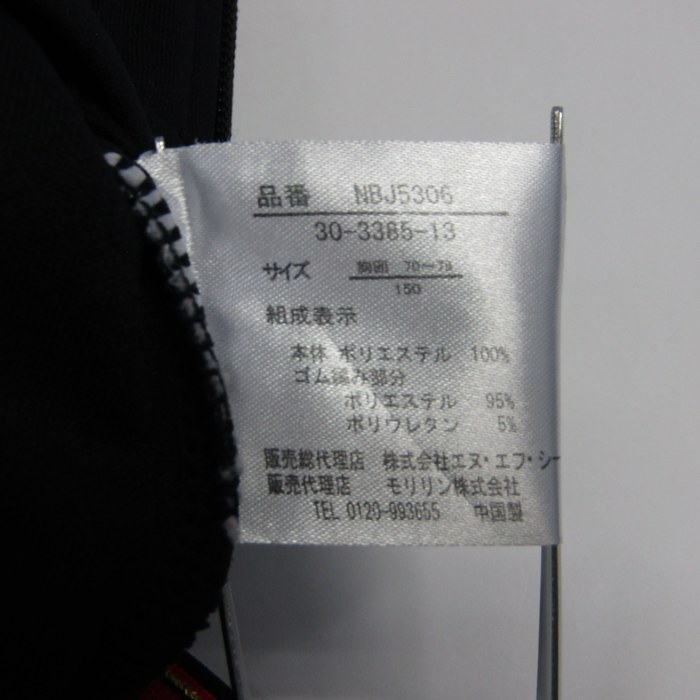 品番 NBJ5306
30-3385-13
サイズ 胸囲 70〜78
150
組成表示
本体 ポリエステル 100%
ゴム編み部分
ポリエステル 95%
ポリウレタン 5%
販売総代理店 株式会社エヌ・エフ・シー
販売代理店 モリリン株式会社
TEL 0120-993655 中国製